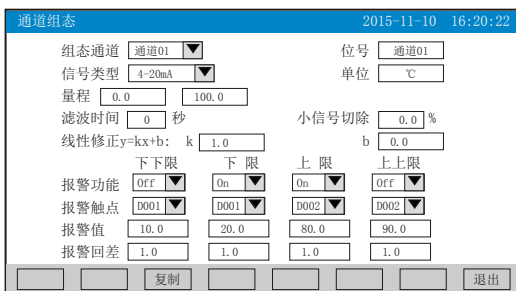 通道组态 2015-11-10 16:20:22
组态通道 通道01 位号 通道01
信号类型 4-20mA 单位 ℃
量程 0.0 100.0
滤波时间 0 秒 小信号切除 0.0 %
线性修正y=kx+b: k 1.0 b 0.0
下下限 下 限 上 限 上上限
报警功能 Off On On Off
报警触点 D001 D001 D002 D002
报警值 10.0 20.0 80.0 90.0
报警回差 1.0 1.0 1.0 1.0
复制 退出